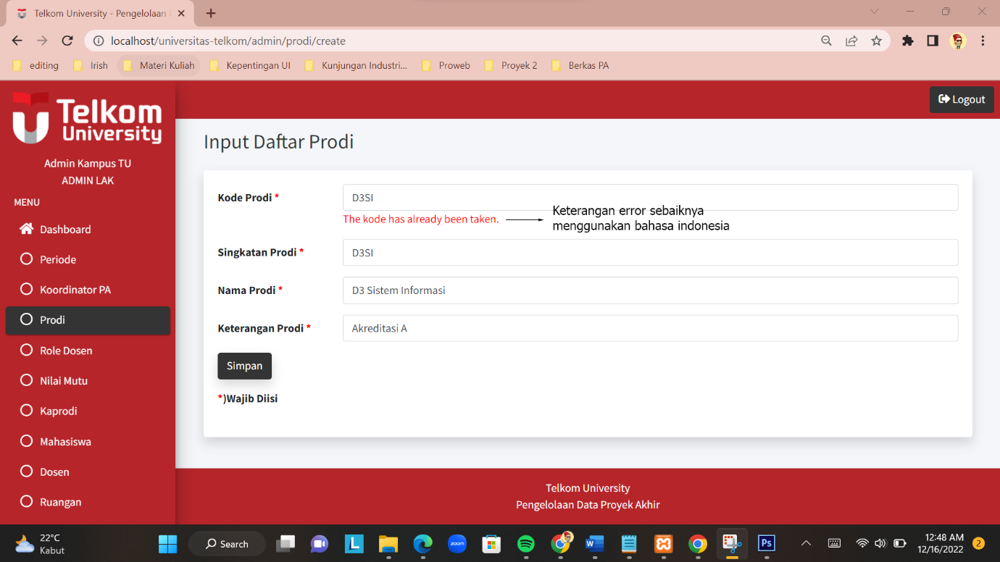 Telkom University - Pengelolaan
localhost/universitas-telkom/admin/prodi/create
editing
Irish
Materi Kuliah
Kepentingan UI
Kunjungan Industri...
Proweb
Proyek 2
Berkas PA
Telkom
University
Logout
Admin Kampus TU
ADMIN LAK
MENU
Dashboard
Periode
Koordinator PA
Prodi
Role Dosen
Nilai Mutu
Kaprodi
Mahasiswa
Dosen
Ruangan
Input Daftar Prodi
Kode Prodi *
D3SI
The kode has already been taken.
Keterangan error sebaiknya
menggunakan bahasa indonesia
Singkatan Prodi *
D3SI
Nama Prodi *
D3 Sistem Informasi
Keterangan Prodi *
Akreditasi A
Simpan
*)Wajib Diisi
Telkom University
Pengelolaan Data Proyek Akhir
22°C
Kabut
Search
L
zoom
W
Ps
12:48 AM
12/16/2022
2